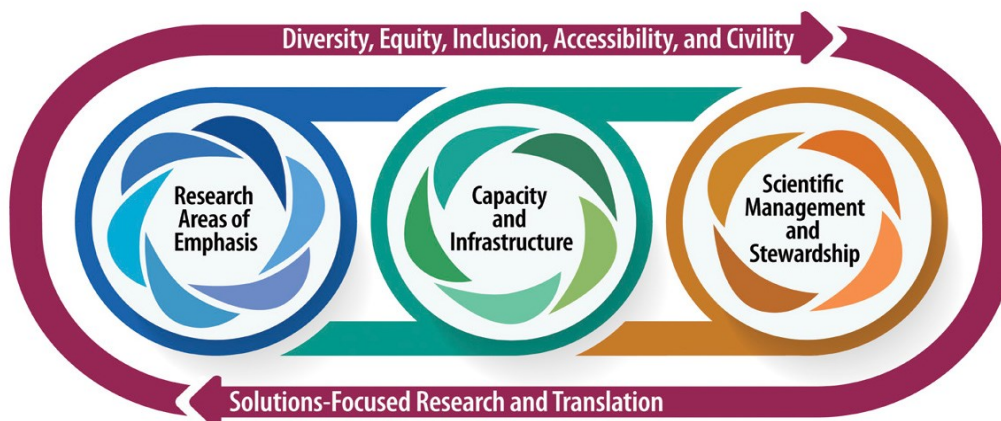 Diversity, Equity, Inclusion, Accessibility, and Civility
Research
Areas of
Emphasis
Capacity
and
Infrastructure
Scientific
Management
and
Stewardship
Solutions-Focused Research and Translation